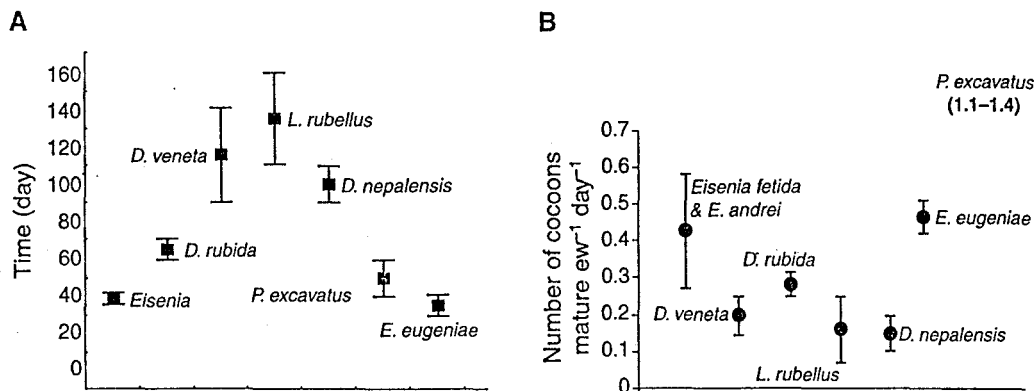 A
Time (day)
160
140
120
100
80
60
40
20
0
L. rubellus
D. veneta
D. nepalensis
D. rubida
P. excavatus
Eisenia
E. eugeniae
B
P. excavatus
(1.1–1.4)
Number of cocoons
mature ew⁻¹ day⁻¹
0.7
0.6
0.5
0.4
0.3
0.2
0.1
0
Eisenia fetida
& E. andrei
E. eugeniae
D. rubida
D. veneta
D. nepalensis
L. rubellus